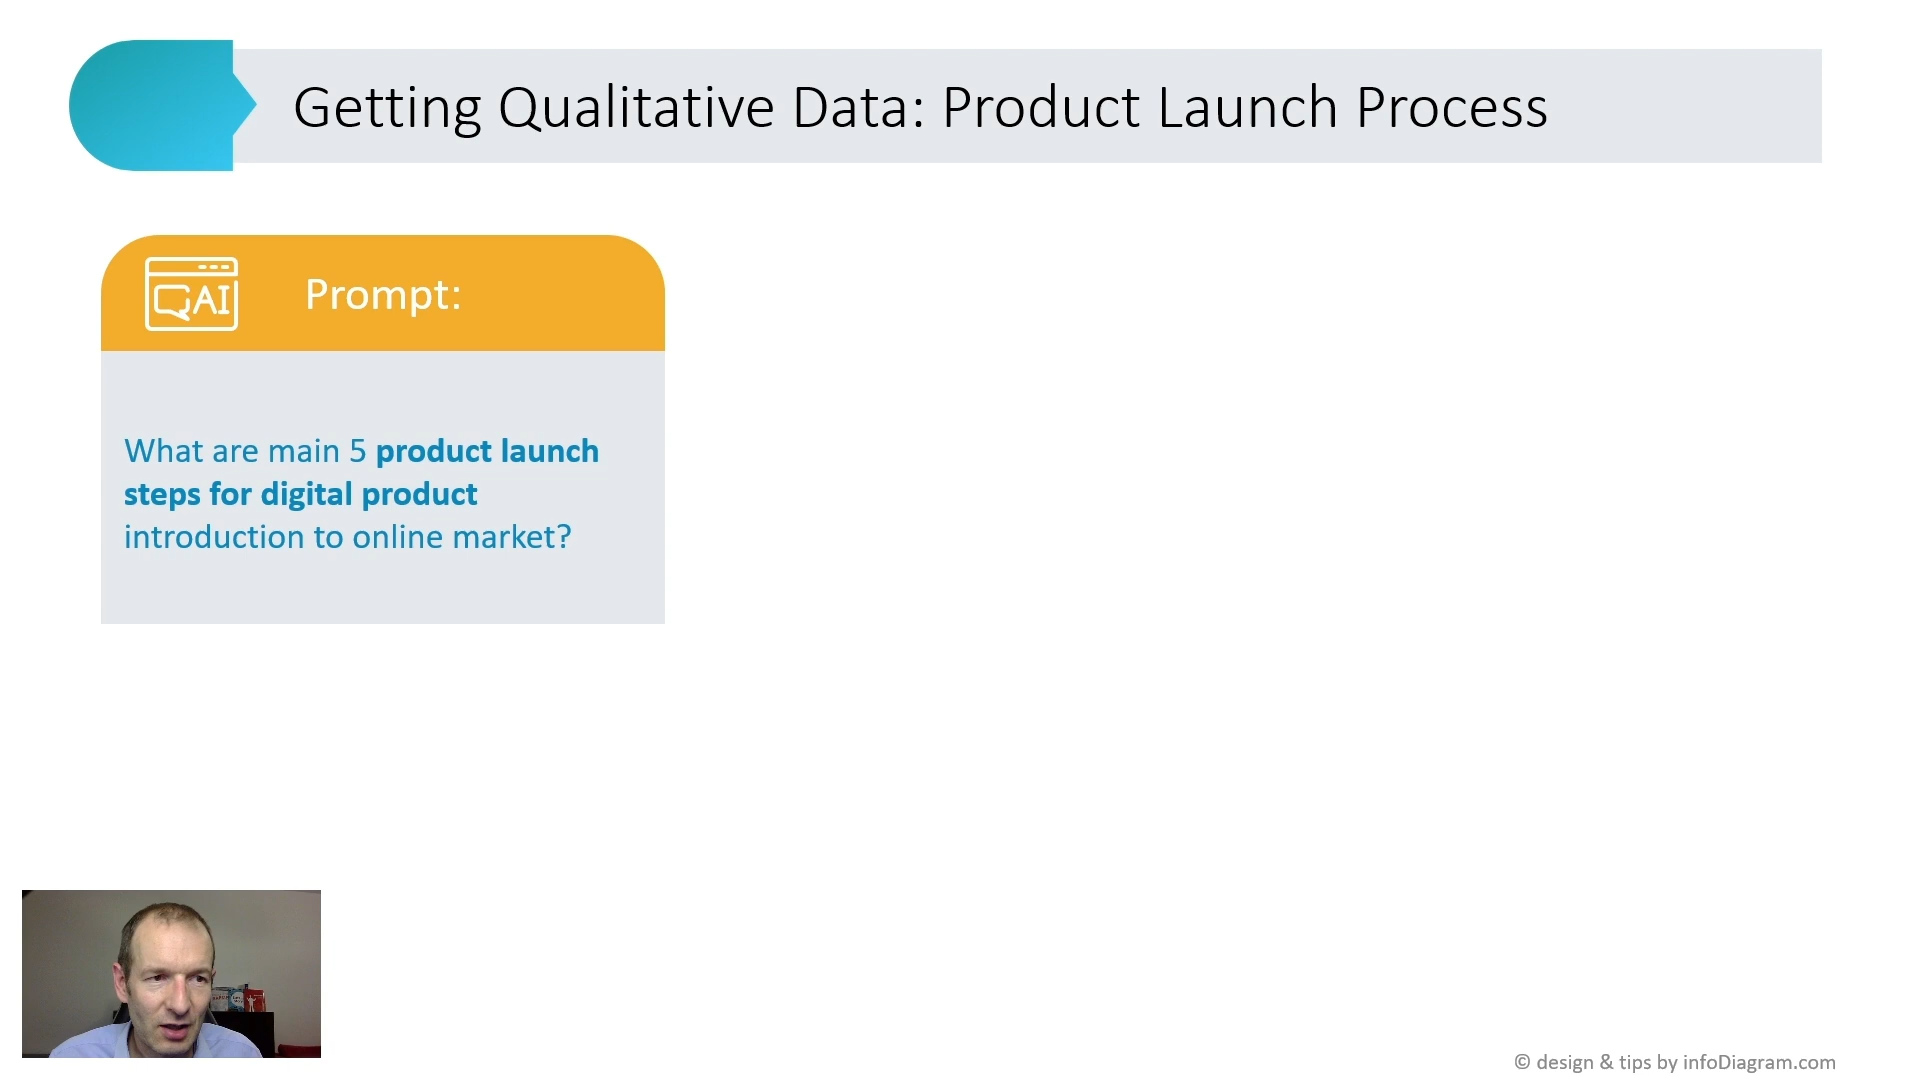 Getting Qualitative Data: Product Launch Process
AI
Prompt:
What are main 5 product launch
steps for digital product
introduction to online market?
© design & tips by infoDiagram.com